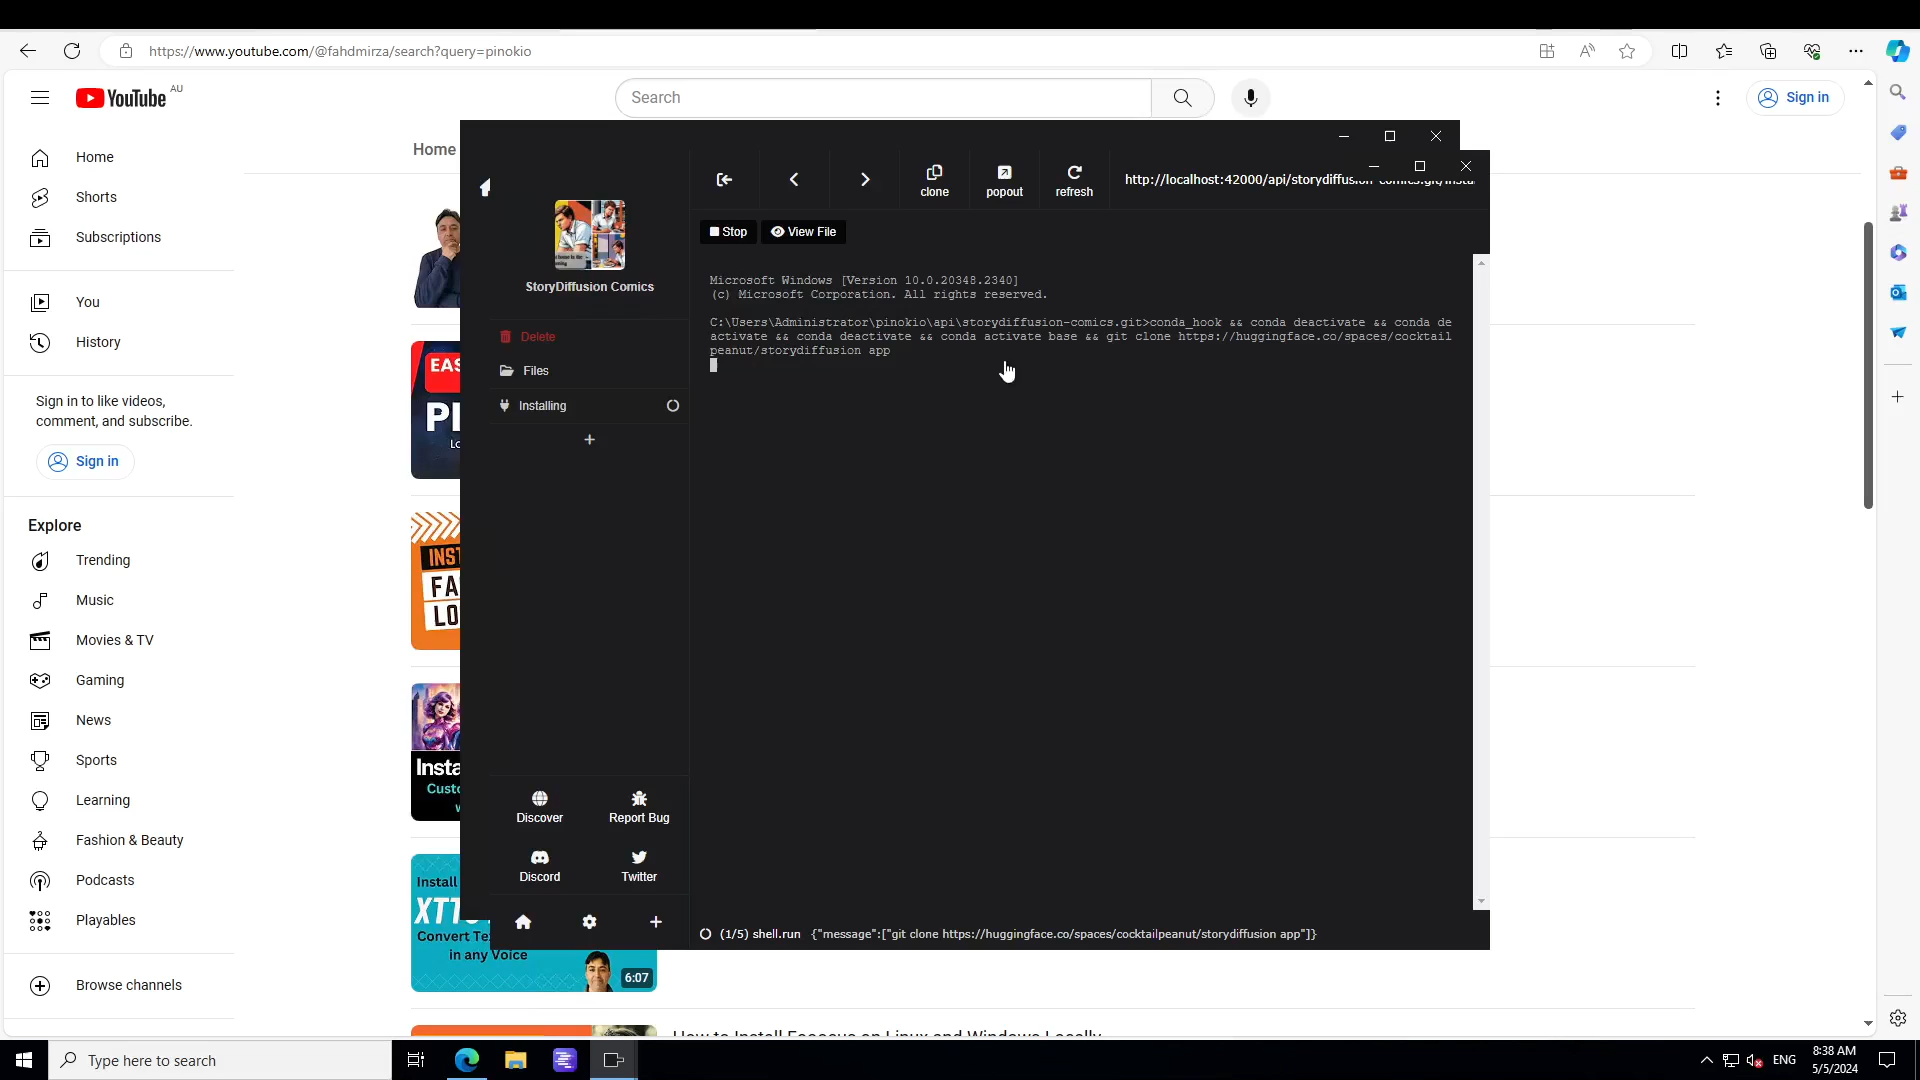 https://www.youtube.com/@fahdmirza/search?query=pinokio
YouTube AU
Search
Sign in
Home
Shorts
Subscriptions
You
History
Sign in to like videos,
comment, and subscribe.
Sign in
Explore
Trending
Music
Movies & TV
Gaming
News
Sports
Learning
Fashion & Beauty
Podcasts
Playables
Browse channels
Home
EAS
INST
FA
LO
Insta
Custo
Install
XTT
Convert Te
in any Voice
6:07
clone
popout
refresh
Stop
View File
StoryDiffusion Comics
Delete
Files
Installing
Discover
Report Bug
Discord
Twitter
Microsoft Windows [Version 10.0.20348.2340]
(c) Microsoft Corporation. All rights reserved.
C:\Users\Administrator\pinokio\api\storydiffusion-comics.git>conda_hook && conda deactivate && conda de
activate && conda deactivate && conda activate base && git clone https://huggingface.co/spaces/cocktail
peanut/storydiffusion app
(1/5) shell.run {"message":["git clone https://huggingface.co/spaces/cocktailpeanut/storydiffusion app"]}
Type here to search
ENG
8:38 AM
5/5/2024